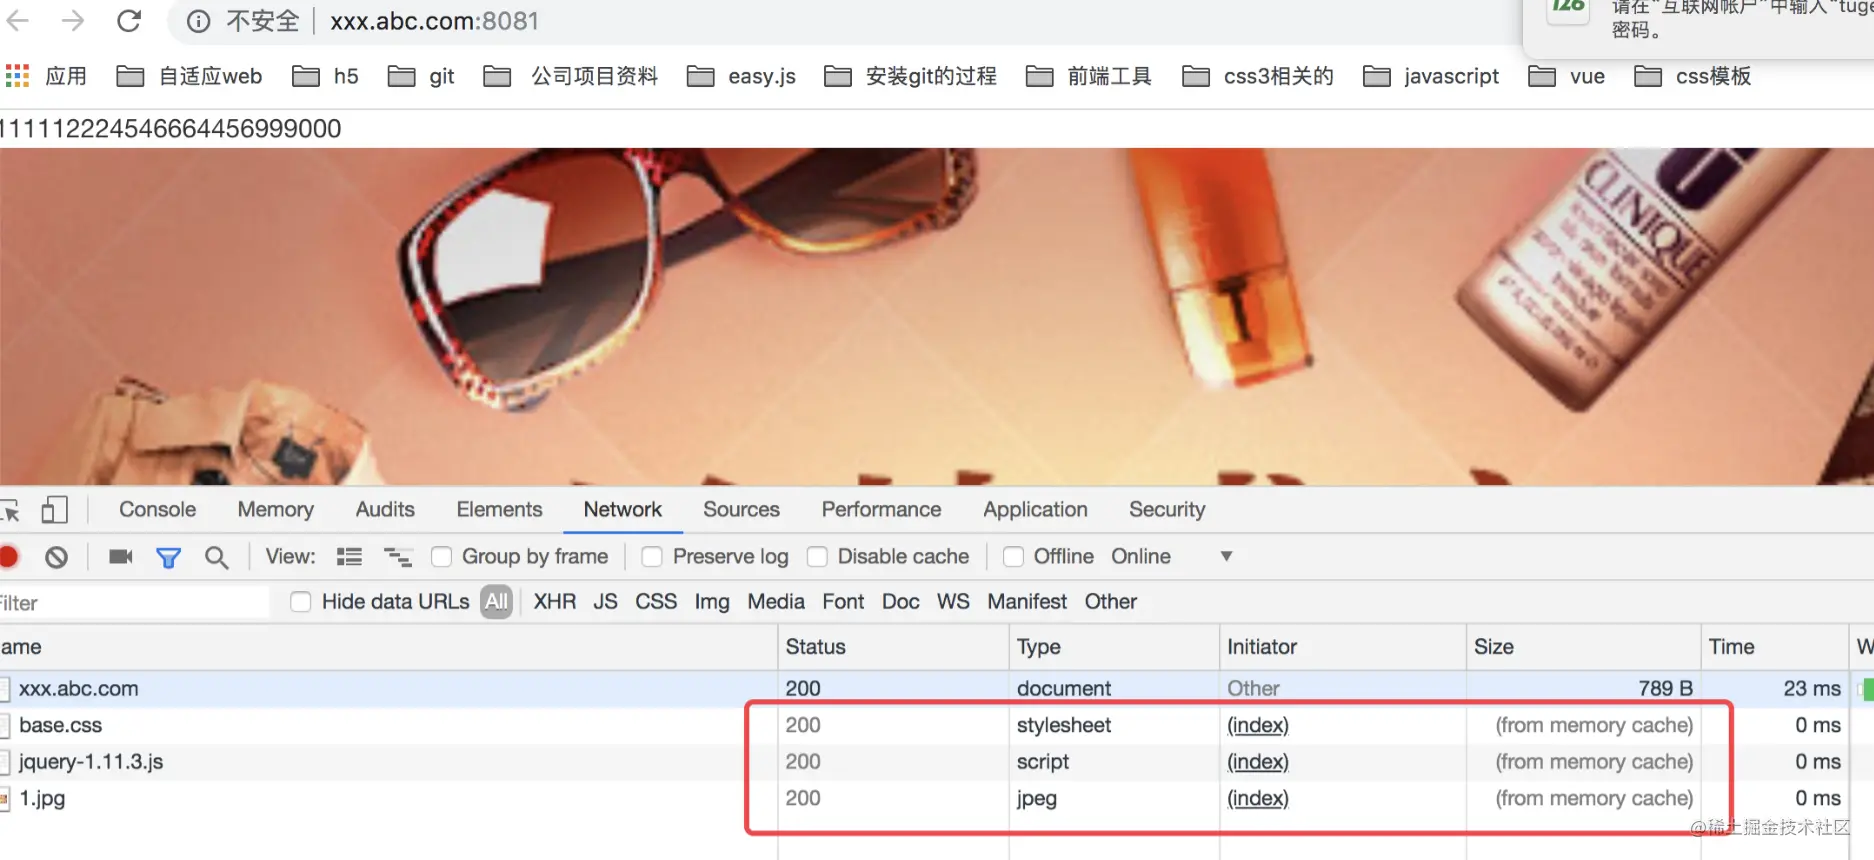 不安全 xxx.abc.com:8081
126 请在"互联网帐户"中输入"tuge
密码。
应用 自适应web h5 git 公司项目资料 easy.js 安装git的过程 前端工具 css3相关的 javascript vue css模板
1111122245466644569990​00
CLINIQUE
Console Memory Audits Elements Network Sources Performance Application Security
View: Group by frame Preserve log Disable cache Offline Online
Filter Hide data URLs All XHR JS CSS Img Media Font Doc WS Manifest Other
ame Status Type Initiator Size Time W
xxx.abc.com 200 document Other 789 B 23 ms
base.css 200 stylesheet (index) (from memory cache) 0 ms
jquery-1.11.3.js 200 script (index) (from memory cache) 0 ms
1.jpg 200 jpeg (index) (from memory cache) 0 ms
@稀土掘金技术社区